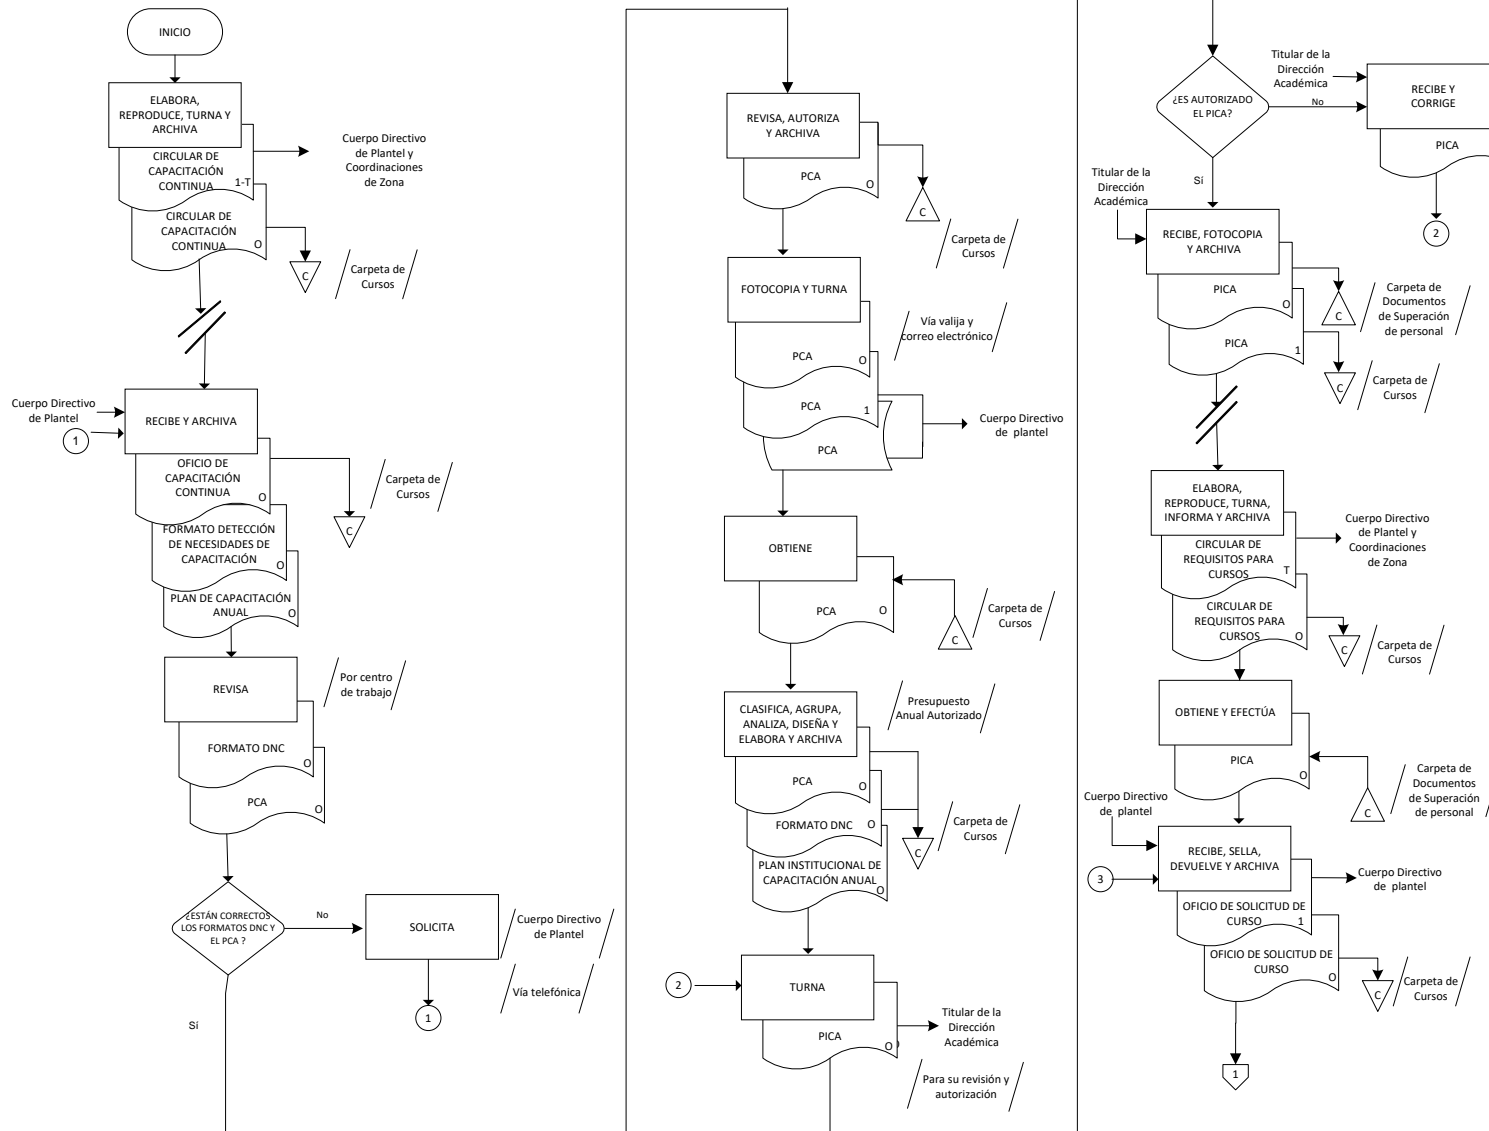 INICIO
ELABORA,
REPRODUCE, TURNA Y
ARCHIVA
CIRCULAR DE
CAPACITACIÓN
CONTINUA
1-T
CIRCULAR DE
CAPACITACIÓN
CONTINUA
O
Cuerpo Directivo
de Plantel y
Coordinaciones
de Zona
C
Carpeta de
Cursos
Cuerpo Directivo
de Plantel
1
RECIBE Y ARCHIVA
OFICIO DE
CAPACITACIÓN
CONTINUA
O
FORMATO DETECCIÓN
DE NECESIDADES DE
CAPACITACIÓN
O
PLAN DE CAPACITACIÓN
ANUAL
O
C
Carpeta de
Cursos
REVISA
FORMATO DNC
O
PCA
O
Por centro
de trabajo
¿ESTÁN CORRECTOS
LOS FORMATOS DNC Y
EL PCA ?
No
Sí
SOLICITA
Cuerpo Directivo
de Plantel
Vía telefónica
1
REVISA, AUTORIZA
Y ARCHIVA
PCA
O
C
Carpeta de
Cursos
FOTOCOPIA Y TURNA
PCA
O
PCA
1
PCA
Vía valija y
correo electrónico
Cuerpo Directivo
de plantel
OBTIENE
PCA
O
C
Carpeta de
Cursos
CLASIFICA, AGRUPA,
ANALIZA, DISEÑA Y
ELABORA Y ARCHIVA
PCA
O
FORMATO DNC
O
PLAN INSTITUCIONAL DE
CAPACITACIÓN ANUAL
O
Presupuesto
Anual Autorizado
C
Carpeta de
Cursos
2
TURNA
PICA
O
Titular de la
Dirección
Académica
Para su revisión y
autorización
¿ES AUTORIZADO
EL PICA?
No
Sí
Titular de la
Dirección
Académica
RECIBE Y
CORRIGE
PICA
2
Titular de la
Dirección
Académica
RECIBE, FOTOCOPIA
Y ARCHIVA
PICA
O
PICA
1
C
Carpeta de
Documentos
de Superación
de personal
C
Carpeta de
Cursos
ELABORA,
REPRODUCE, TURNA,
INFORMA Y ARCHIVA
CIRCULAR DE
REQUISITOS PARA
CURSOS
T
CIRCULAR DE
REQUISITOS PARA
CURSOS
O
Cuerpo Directivo
de Plantel y
Coordinaciones
de Zona
C
Carpeta de
Cursos
OBTIENE Y EFECTÚA
PICA
O
C
Carpeta de
Documentos
de Superación
de personal
Cuerpo Directivo
de plantel
3
RECIBE, SELLA,
DEVUELVE Y ARCHIVA
OFICIO DE SOLICITUD DE
CURSO
1
OFICIO DE SOLICITUD DE
CURSO
O
Cuerpo Directivo
de plantel
C
Carpeta de
Cursos
1